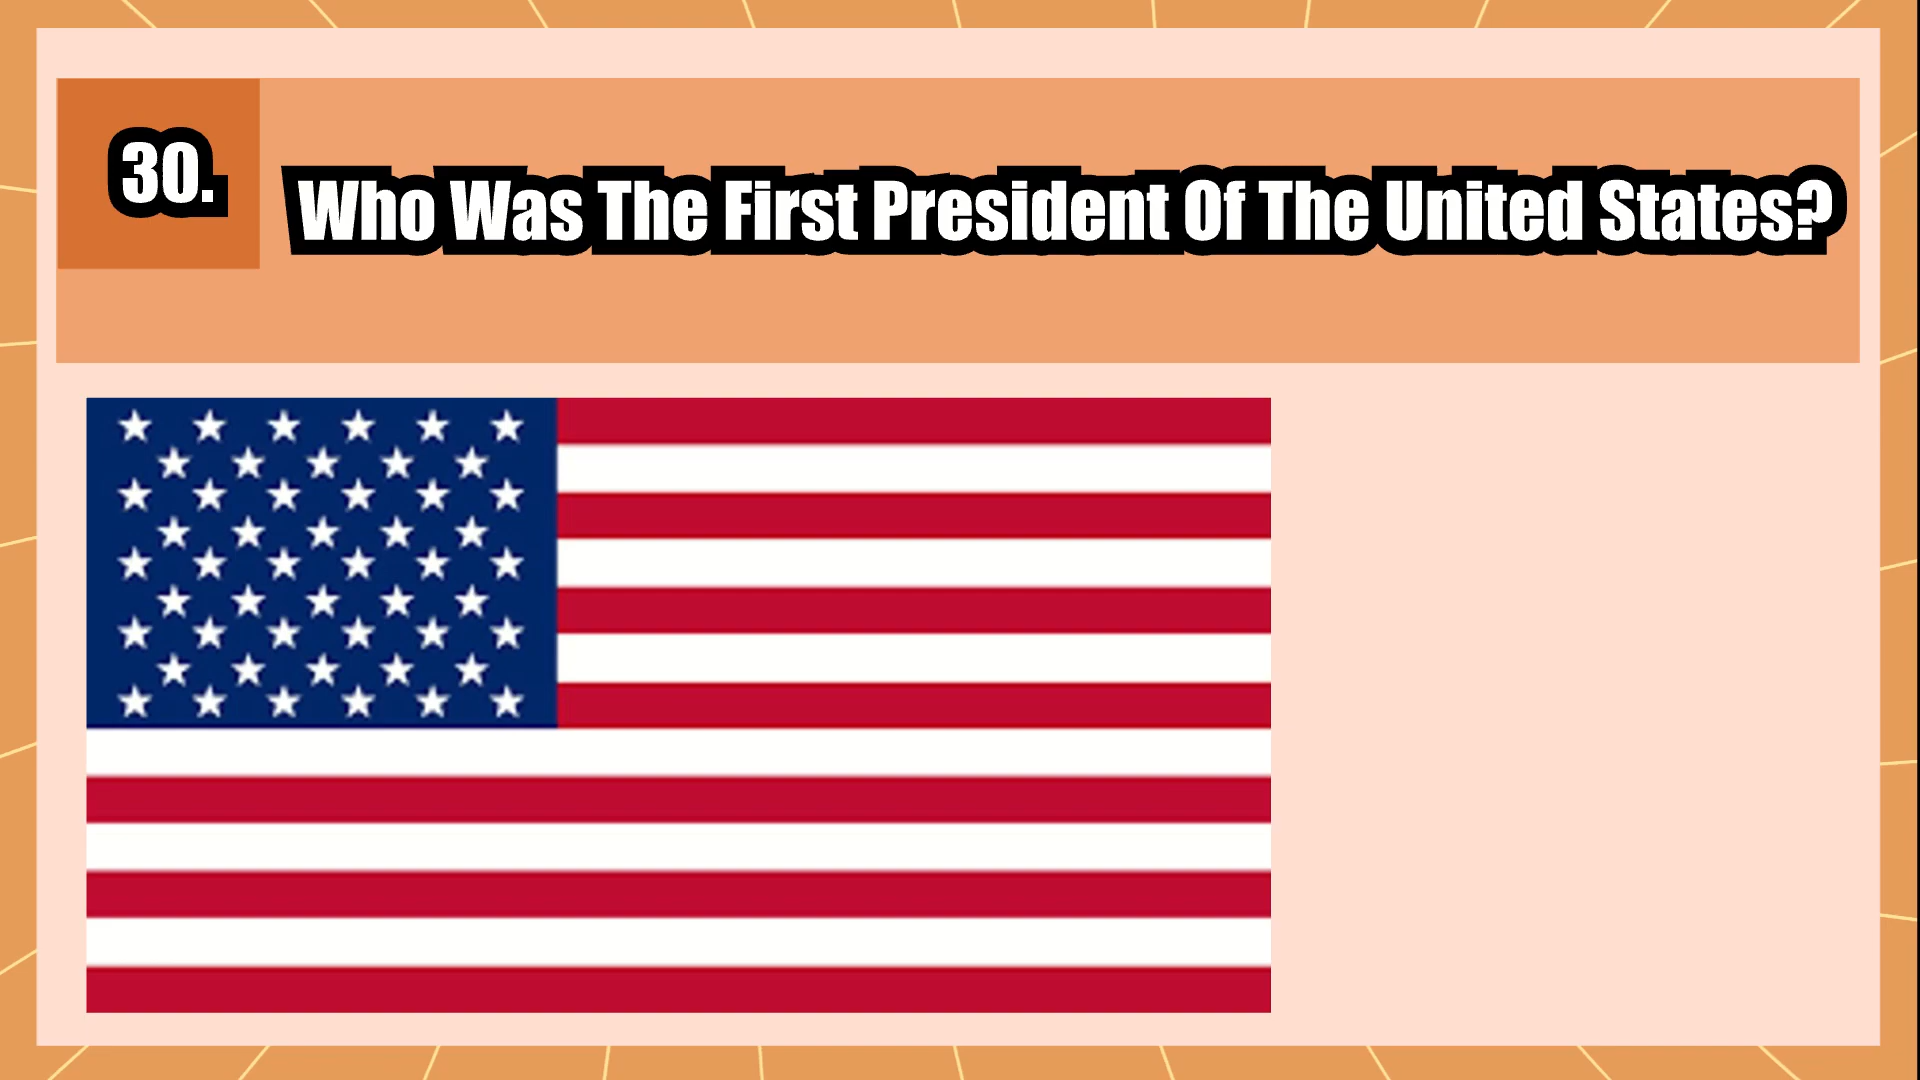 30.
Who Was The First President Of The United States?